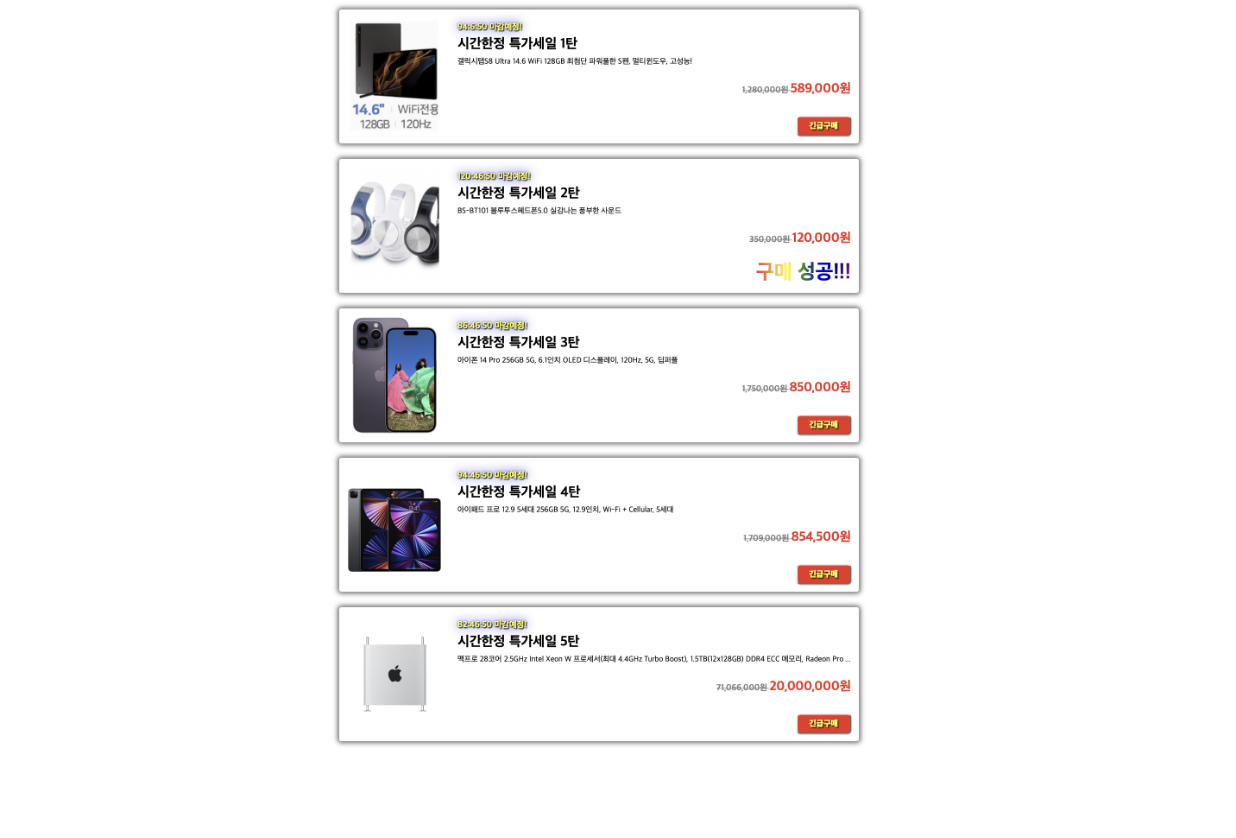 94:6:50 마감예정!
시간한정 특가세일 1탄
갤럭시탭S8 Ultra 14.6 WiFi 128GB 최첨단 파워풀한 S펜, 멀티윈도우, 고성능!
1,280,000원 589,000원
14.6" | WiFi전용
128GB | 120Hz
긴급구매
120:46:50 마감예정!
시간한정 특가세일 2탄
BS-BT101 블루투스헤드폰5.0 실감나는 풍부한 사운드
350,000원 120,000원
구매 성공!!!
86:46:50 마감예정!
시간한정 특가세일 3탄
아이폰 14 Pro 256GB 5G, 6.1인치 OLED 디스플레이, 120Hz, 5G, 딥퍼플
1,750,000원 850,000원
긴급구매
94:46:50 마감예정!
시간한정 특가세일 4탄
아이패드 프로 12.9 5세대 256GB 5G, 12.9인치, Wi-Fi + Cellular, 5세대
1,709,000원 854,500원
긴급구매
82:46:50 마감예정!
시간한정 특가세일 5탄
맥프로 28코어 2.5GHz Intel Xeon W 프로세서(최대 4.4GHz Turbo Boost), 1.5TB(12x128GB) DDR4 ECC 메모리, Radeon Pro ...
71,066,000원 20,000,000원
긴급구매